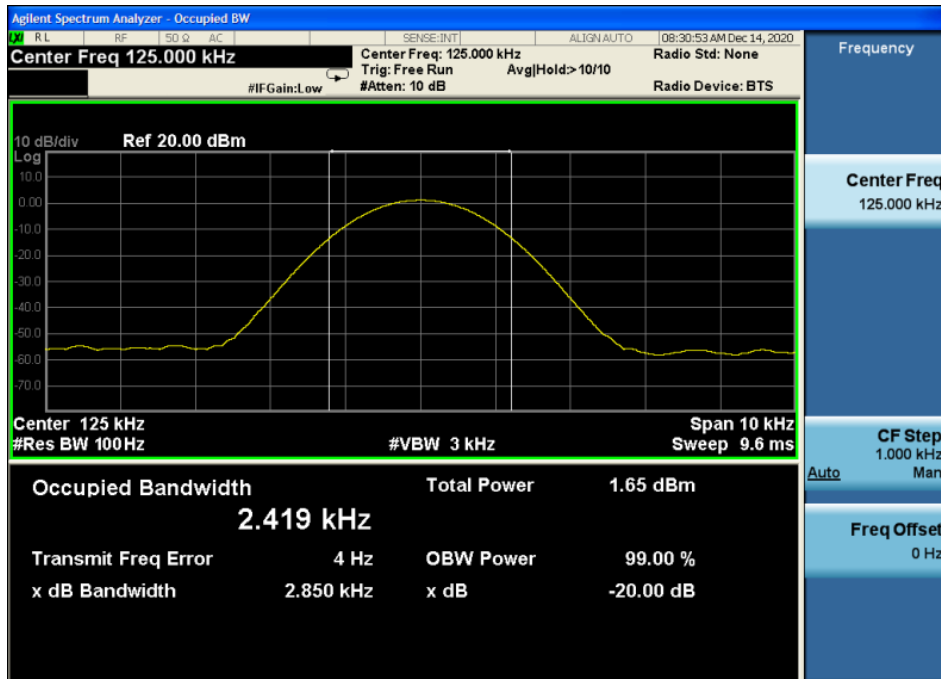 Agilent Spectrum Analyzer - Occupied BW
LXI RL RF 50 Ω AC SENSE:INT ALIGN AUTO 08:30:53 AM Dec 14, 2020
Center Freq 125.000 kHz
Center Freq: 125.000 kHz Radio Std: None
Trig: Free Run Avg|Hold:>10/10
#IFGain:Low #Atten: 10 dB Radio Device: BTS
10 dB/div Ref 20.00 dBm
Log
10.0
0.00
-10.0
-20.0
-30.0
-40.0
-50.0
-60.0
-70.0
Center 125 kHz Span 10 kHz
#Res BW 100 Hz #VBW 3 kHz Sweep 9.6 ms
Occupied Bandwidth Total Power 1.65 dBm
2.419 kHz
Transmit Freq Error 4 Hz OBW Power 99.00 %
x dB Bandwidth 2.850 kHz x dB -20.00 dB
Frequency
Center Freq
125.000 kHz
CF Step
1.000 kHz
Auto Man
Freq Offset
0 Hz